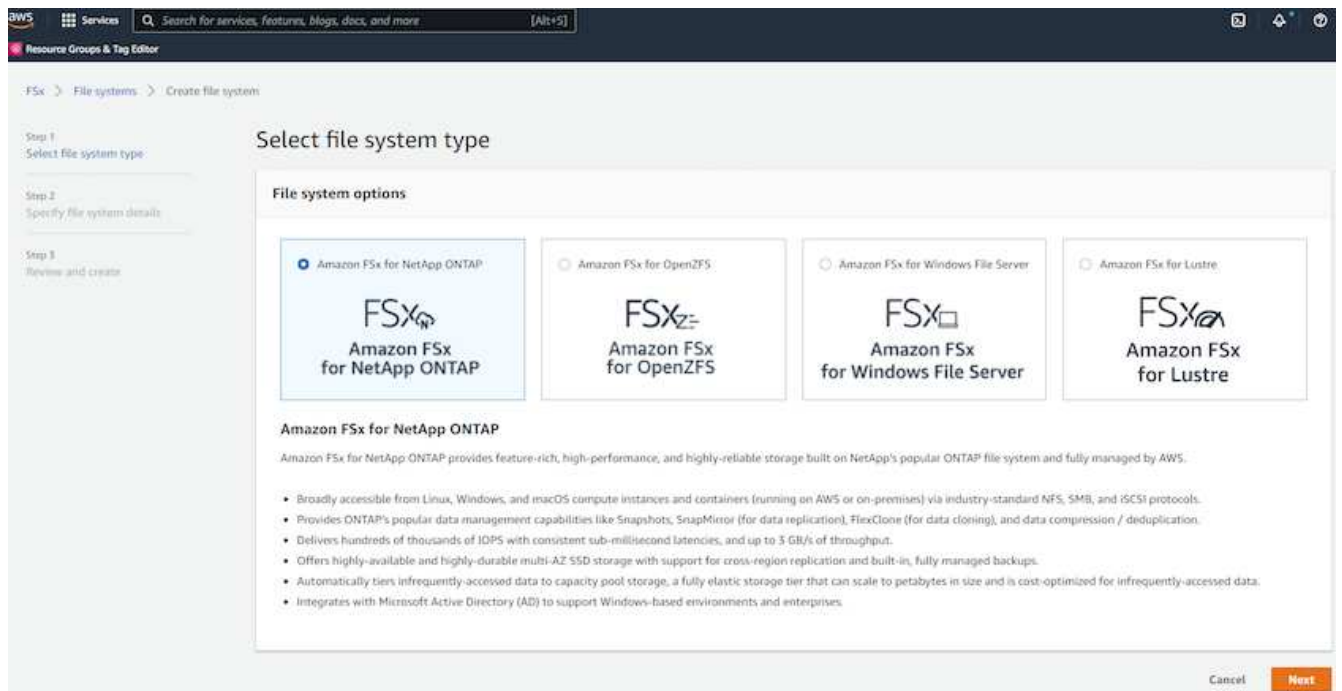 aws
Services
Search for services, features, blogs, docs, and more
[Alt+S]
Resource Groups & Tag Editor
FSx > File systems > Create file system
Step 1
Select file system type
Step 2
Specify file system details
Step 3
Review and create
Select file system type
File system options
Amazon FSx for NetApp ONTAP
FSx N
Amazon FSx
for NetApp ONTAP
Amazon FSx for OpenZFS
FSx Z
Amazon FSx
for OpenZFS
Amazon FSx for Windows File Server
FSx
Amazon FSx
for Windows File Server
Amazon FSx for Lustre
FSx
Amazon FSx
for Lustre
Amazon FSx for NetApp ONTAP
Amazon FSx for NetApp ONTAP provides feature-rich, high-performance, and highly-reliable storage built on NetApp's popular ONTAP file system and fully managed by AWS.
• Broadly accessible from Linux, Windows, and macOS compute instances and containers (running on AWS or on-premises) via industry-standard NFS, SMB, and iSCSI protocols.
• Provides ONTAP's popular data management capabilities like Snapshots, SnapMirror (for data replication), FlexClone (for data cloning), and data compression / deduplication.
• Delivers hundreds of thousands of IOPS with consistent sub-millisecond latencies, and up to 3 GB/s of throughput.
• Offers highly-available and highly-durable multi-AZ SSD storage with support for cross-region replication and built-in, fully managed backups.
• Automatically tiers infrequently-accessed data to capacity pool storage, a fully elastic storage tier that can scale to petabytes in size and is cost-optimized for infrequently-accessed data.
• Integrates with Microsoft Active Directory (AD) to support Windows-based environments and enterprises.
Cancel
Next